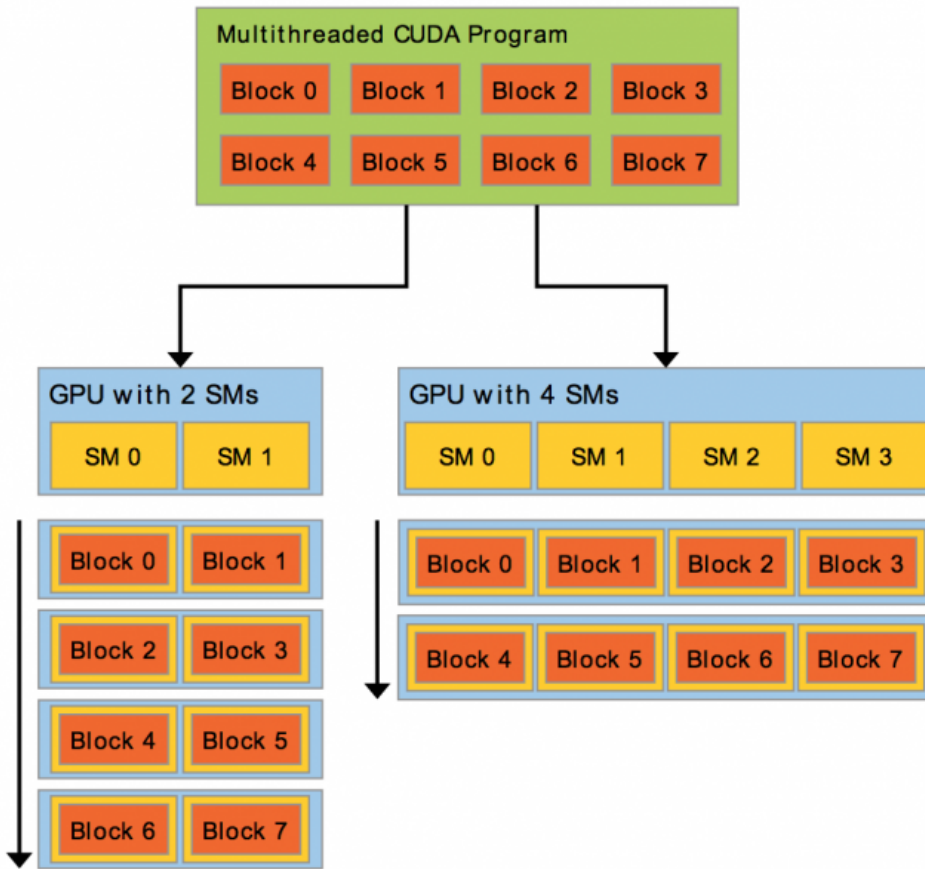 Multithreaded CUDA Program
Block 0 Block 1 Block 2 Block 3
Block 4 Block 5 Block 6 Block 7
GPU with 2 SMs
SM 0 SM 1
Block 0 Block 1
Block 2 Block 3
Block 4 Block 5
Block 6 Block 7
GPU with 4 SMs
SM 0 SM 1 SM 2 SM 3
Block 0 Block 1 Block 2 Block 3
Block 4 Block 5 Block 6 Block 7